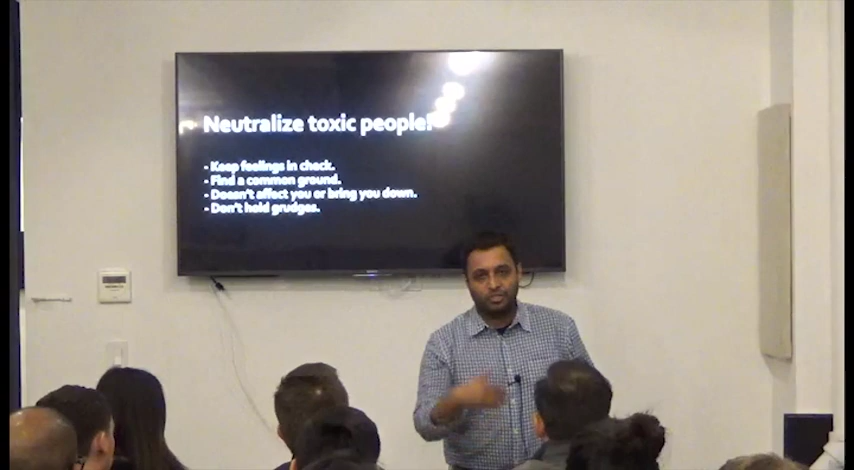 Neutralize toxic people!
- Keep feelings in check.
- Find a common ground.
- Doesn't affect you or bring you down.
- Don't hold grudges.